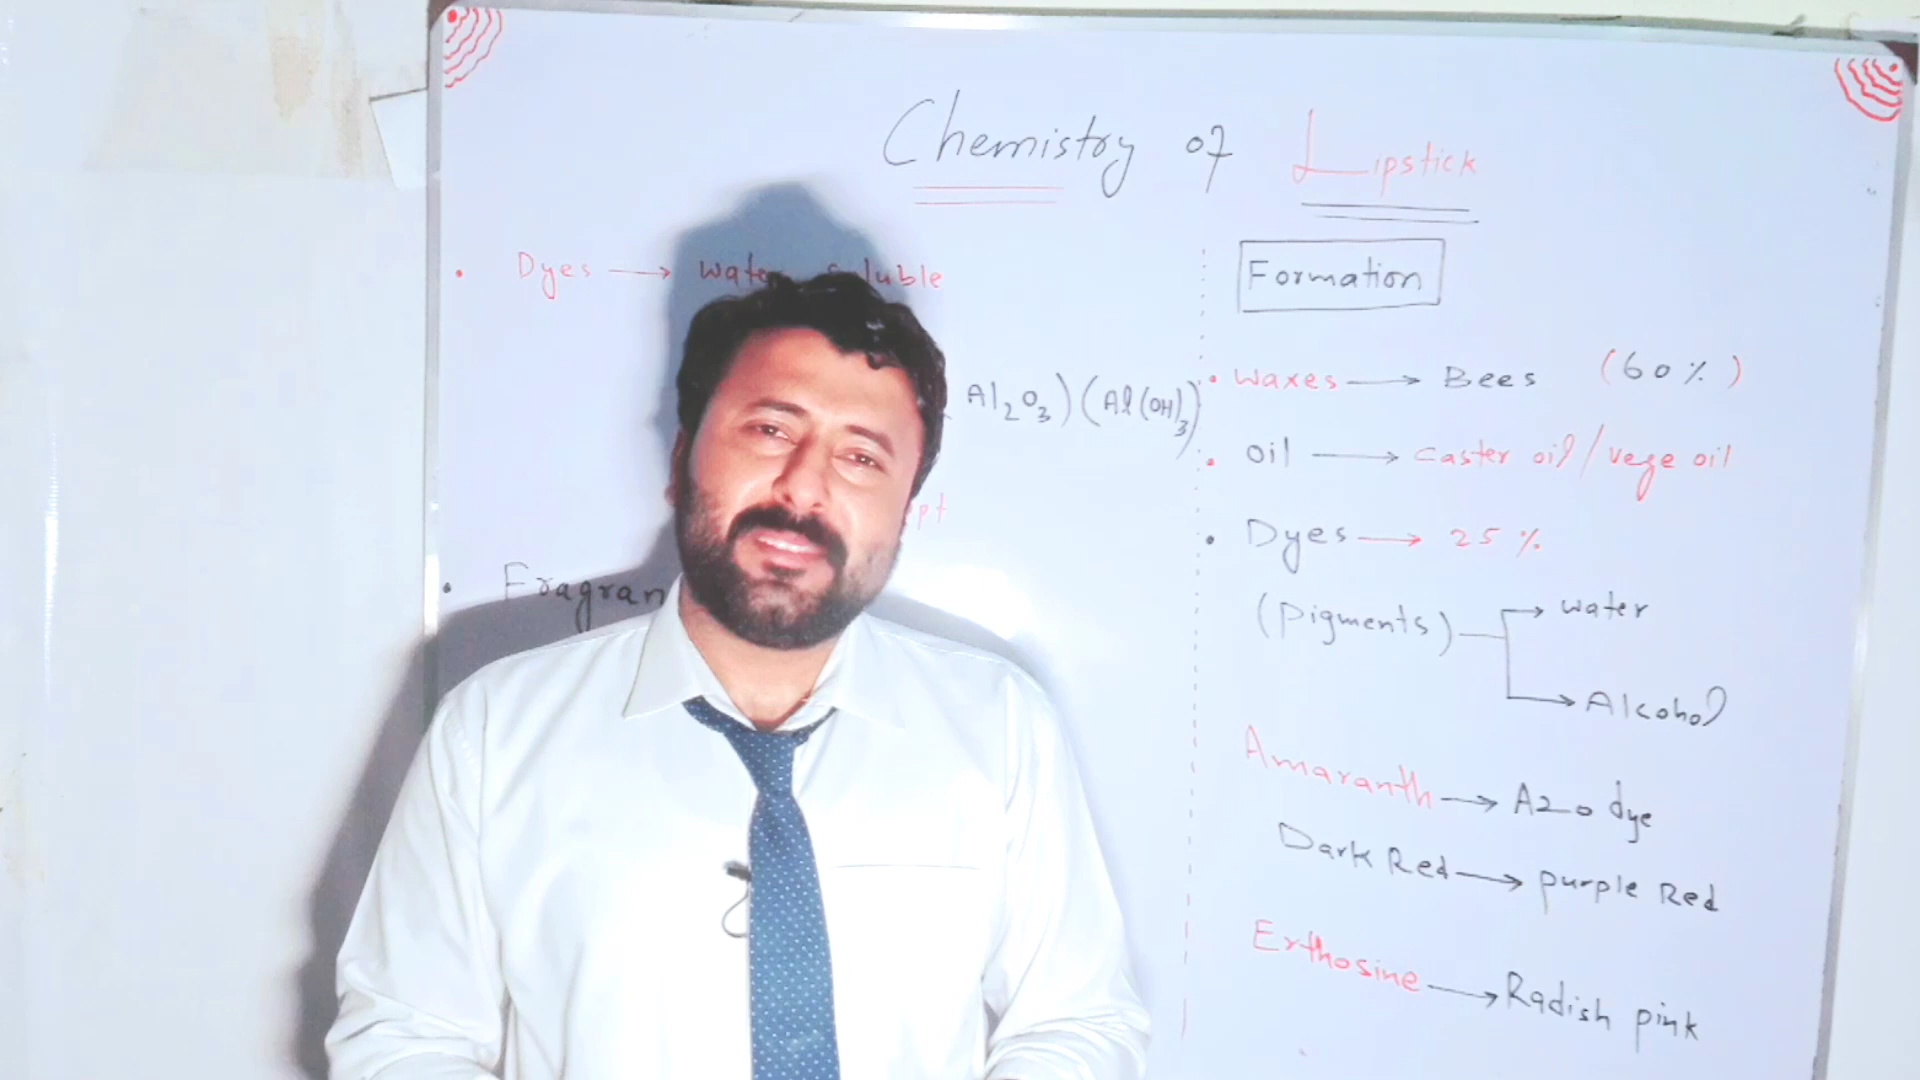 Chemistry of Lipstick
• Dyes → water soluble
Al₂O₃) (Al(OH)₃)
Formation
• Waxes → Bees (60%)
• Oil → Caster oil / vege oil
• Dyes → 25%
(Pigments) → water
→ Alcohol
Amaranth → Azo dye
Dark Red → purple Red
Erthosine → Radish pink